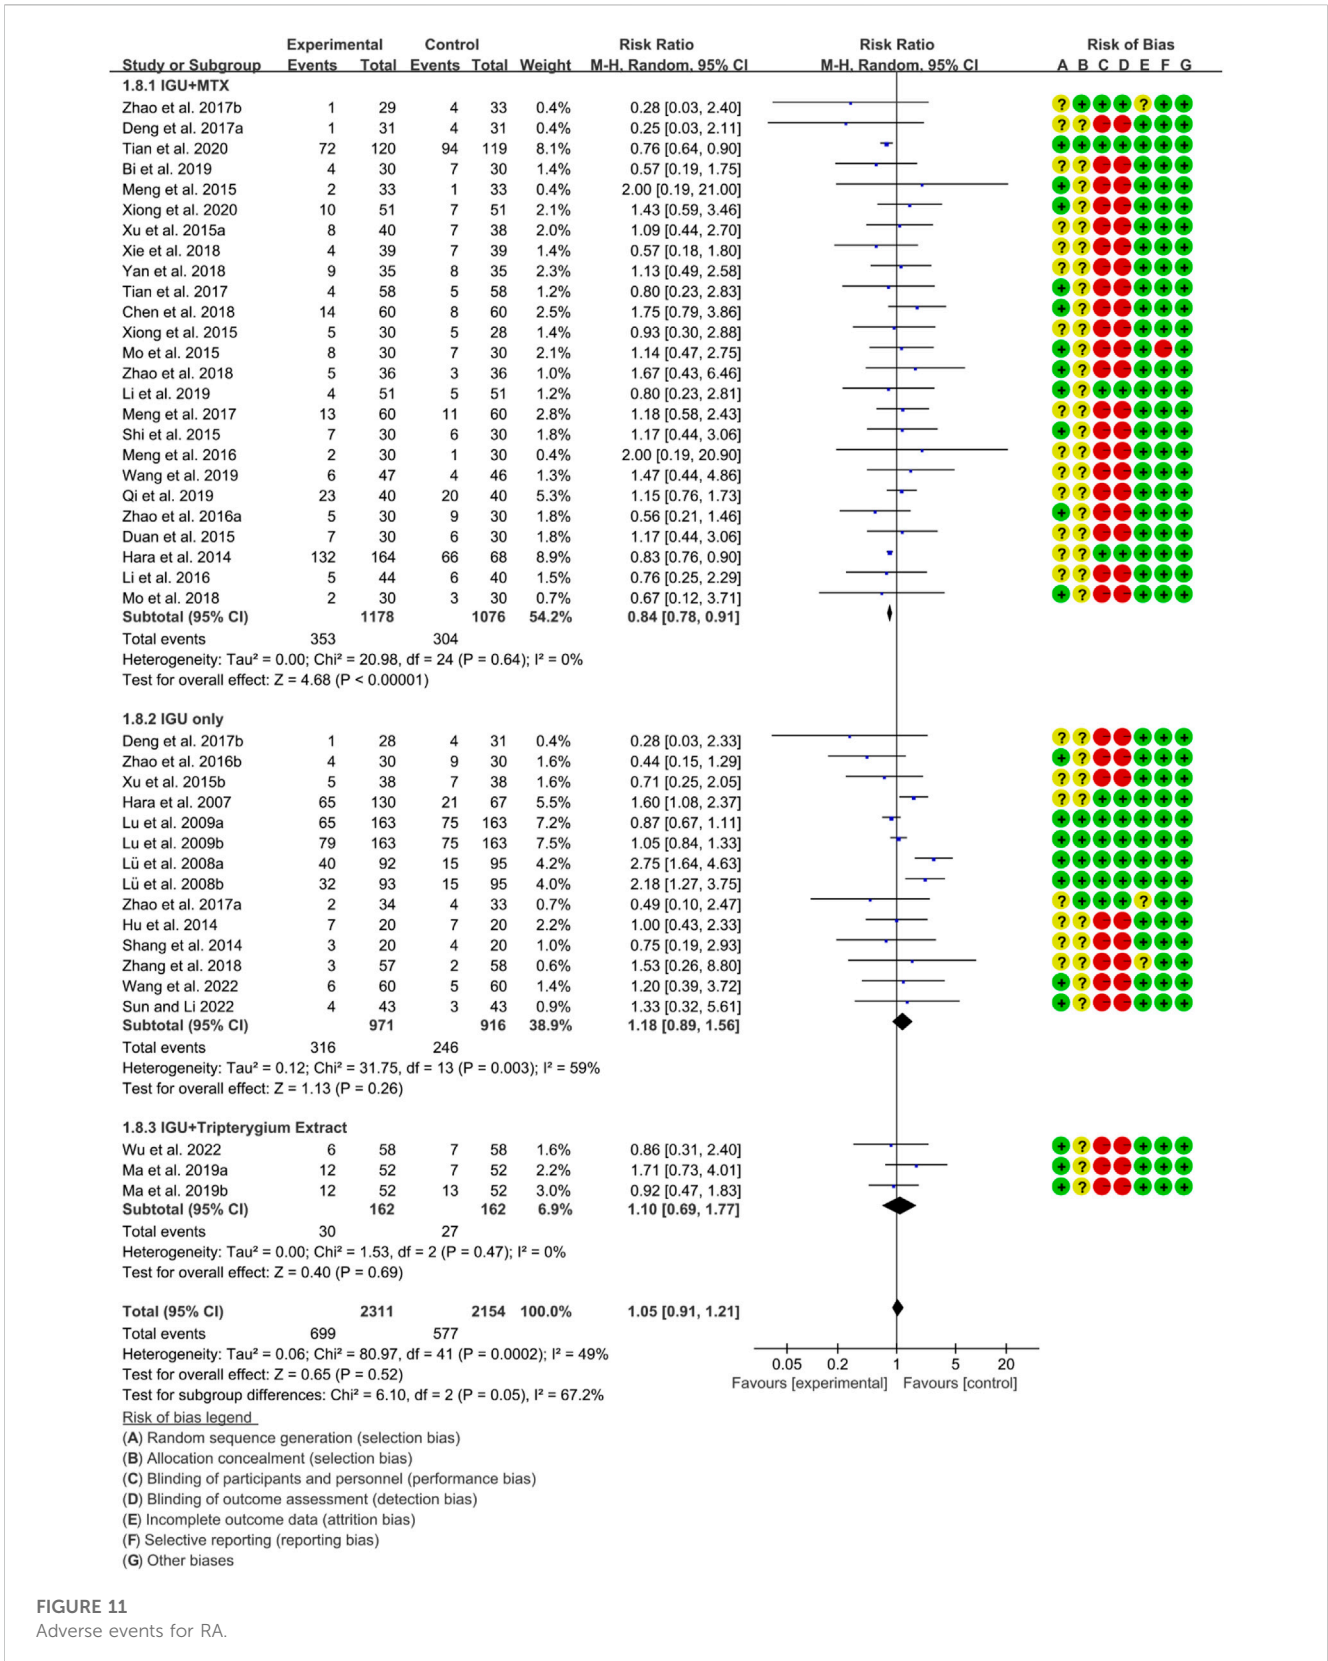 Experimental Control Risk Ratio Risk Ratio Risk of Bias
Study or Subgroup Events Total Events Total Weight M-H, Random, 95% CI M-H, Random, 95% CI A B C D E F G
1.8.1 IGU+MTX
Zhao et al. 2017b 1 29 4 33 0.4% 0.28 [0.03, 2.40] ? + + + ? + +
Deng et al. 2017a 1 31 4 31 0.4% 0.25 [0.03, 2.11] ? ? - - + + +
Tian et al. 2020 72 120 94 119 8.1% 0.76 [0.64, 0.90] + + + + + + +
Bi et al. 2019 4 30 7 30 1.4% 0.57 [0.19, 1.75] ? ? - - + + +
Meng et al. 2015 2 33 1 33 0.4% 2.00 [0.19, 21.00] + ? - - + + +
Xiong et al. 2020 10 51 7 51 2.1% 1.43 [0.59, 3.46] + ? - - + + +
Xu et al. 2015a 8 40 7 38 2.0% 1.09 [0.44, 2.70] ? ? - - + + +
Xie et al. 2018 4 39 7 39 1.4% 0.57 [0.18, 1.80] ? ? - - + + +
Yan et al. 2018 9 35 8 35 2.3% 1.13 [0.49, 2.58] ? ? - - + + +
Tian et al. 2017 4 58 5 58 1.2% 0.80 [0.23, 2.83] + ? - - + + +
Chen et al. 2018 14 60 8 60 2.5% 1.75 [0.79, 3.86] + ? - - + + +
Xiong et al. 2015 5 30 5 28 1.4% 0.93 [0.30, 2.88] ? ? - - + + +
Mo et al. 2015 8 30 7 30 2.1% 1.14 [0.47, 2.75] + ? - - + - +
Zhao et al. 2018 5 36 3 36 1.0% 1.67 [0.43, 6.46] + ? - - + + +
Li et al. 2019 4 51 5 51 1.2% 0.80 [0.23, 2.81] + ? + + + + +
Meng et al. 2017 13 60 11 60 2.8% 1.18 [0.58, 2.43] ? ? - - + + +
Shi et al. 2015 7 30 6 30 1.8% 1.17 [0.44, 3.06] + ? - - + + +
Meng et al. 2016 2 30 1 30 0.4% 2.00 [0.19, 20.90] ? ? - - + + +
Wang et al. 2019 6 47 4 46 1.3% 1.47 [0.44, 4.86] ? ? - - + + +
Qi et al. 2019 23 40 20 40 5.3% 1.15 [0.76, 1.73] ? ? - - + + +
Zhao et al. 2016a 5 30 9 30 1.8% 0.56 [0.21, 1.46] + ? - - + + +
Duan et al. 2015 7 30 6 30 1.8% 1.17 [0.44, 3.06] ? ? - - + + +
Hara et al. 2014 132 164 66 68 8.9% 0.83 [0.76, 0.90] ? ? + + + + +
Li et al. 2016 5 44 6 40 1.5% 0.76 [0.25, 2.29] ? ? - - + + +
Mo et al. 2018 2 30 3 30 0.7% 0.67 [0.12, 3.71] + ? - - + + +
Subtotal (95% CI) 1178 1076 54.2% 0.84 [0.78, 0.91]
Total events 353 304
Heterogeneity: Tau² = 0.00; Chi² = 20.98, df = 24 (P = 0.64); I² = 0%
Test for overall effect: Z = 4.68 (P < 0.00001)
1.8.2 IGU only
Deng et al. 2017b 1 28 4 31 0.4% 0.28 [0.03, 2.33] ? ? - - + + +
Zhao et al. 2016b 4 30 9 30 1.6% 0.44 [0.15, 1.29] + ? - - + + +
Xu et al. 2015b 5 38 7 38 1.6% 0.71 [0.25, 2.05] ? ? - - + + +
Hara et al. 2007 65 130 21 67 5.5% 1.60 [1.08, 2.37] ? ? + + + + +
Lu et al. 2009a 65 163 75 163 7.2% 0.87 [0.67, 1.11] + + + + + + +
Lu et al. 2009b 79 163 75 163 7.5% 1.05 [0.84, 1.33] + + + + + + +
Lü et al. 2008a 40 92 15 95 4.2% 2.75 [1.64, 4.63] + + + + + + +
Lü et al. 2008b 32 93 15 95 4.0% 2.18 [1.27, 3.75] + + + + + + +
Zhao et al. 2017a 2 34 4 33 0.7% 0.49 [0.10, 2.47] ? + + + ? + +
Hu et al. 2014 7 20 7 20 2.2% 1.00 [0.43, 2.33] ? ? - - + + +
Shang et al. 2014 3 20 4 20 1.0% 0.75 [0.19, 2.93] ? ? - - + + +
Zhang et al. 2018 3 57 2 58 0.6% 1.53 [0.26, 8.80] ? ? - - ? + +
Wang et al. 2022 6 60 5 60 1.4% 1.20 [0.39, 3.72] + ? - - + + +
Sun and Li 2022 4 43 3 43 0.9% 1.33 [0.32, 5.61] + ? - - + + +
Subtotal (95% CI) 971 916 38.9% 1.18 [0.89, 1.56]
Total events 316 246
Heterogeneity: Tau² = 0.12; Chi² = 31.75, df = 13 (P = 0.003); I² = 59%
Test for overall effect: Z = 1.13 (P = 0.26)
1.8.3 IGU+Tripterygium Extract
Wu et al. 2022 6 58 7 58 1.6% 0.86 [0.31, 2.40] + ? - - + + +
Ma et al. 2019a 12 52 7 52 2.2% 1.71 [0.73, 4.01] + ? - - + + +
Ma et al. 2019b 12 52 13 52 3.0% 0.92 [0.47, 1.83] + ? - - + + +
Subtotal (95% CI) 162 162 6.9% 1.10 [0.69, 1.77]
Total events 30 27
Heterogeneity: Tau² = 0.00; Chi² = 1.53, df = 2 (P = 0.47); I² = 0%
Test for overall effect: Z = 0.40 (P = 0.69)
Total (95% CI) 2311 2154 100.0% 1.05 [0.91, 1.21]
Total events 699 577
Heterogeneity: Tau² = 0.06; Chi² = 80.97, df = 41 (P = 0.0002); I² = 49%
Test for overall effect: Z = 0.65 (P = 0.52)
Test for subgroup differences: Chi² = 6.10, df = 2 (P = 0.05), I² = 67.2%
0.05 0.2 1 5 20
Favours [experimental] Favours [control]
Risk of bias legend
(A) Random sequence generation (selection bias)
(B) Allocation concealment (selection bias)
(C) Blinding of participants and personnel (performance bias)
(D) Blinding of outcome assessment (detection bias)
(E) Incomplete outcome data (attrition bias)
(F) Selective reporting (reporting bias)
(G) Other biases
FIGURE 11
Adverse events for RA.